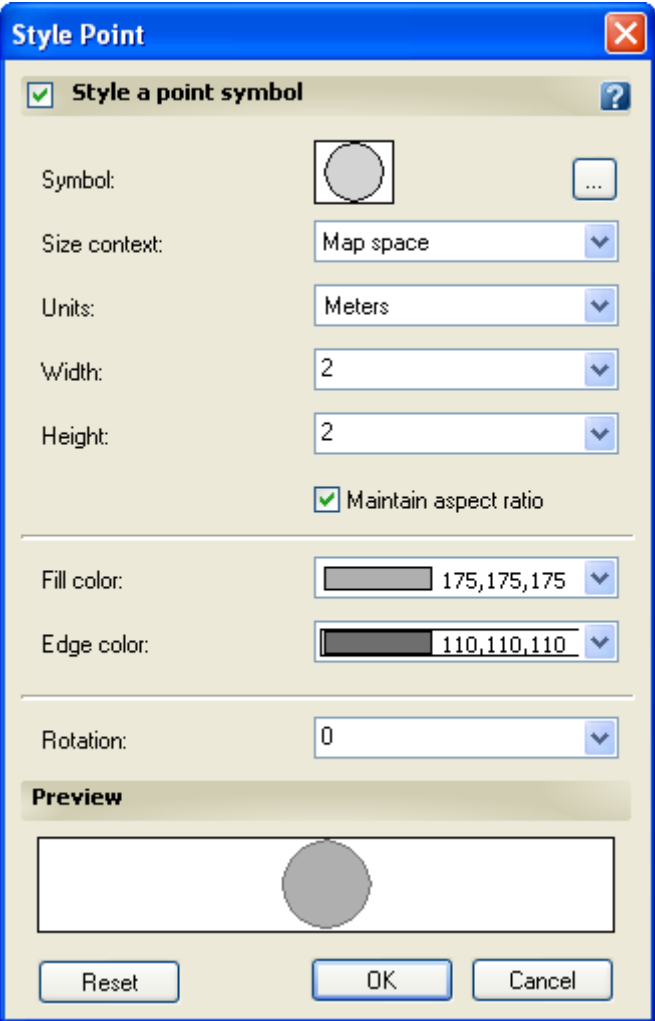 Style Point
Style a point symbol ?
Symbol: ...
Size context: Map space
Units: Meters
Width: 2
Height: 2
Maintain aspect ratio
Fill color: 175,175,175
Edge color: 110,110,110
Rotation: 0
Preview
Reset OK Cancel